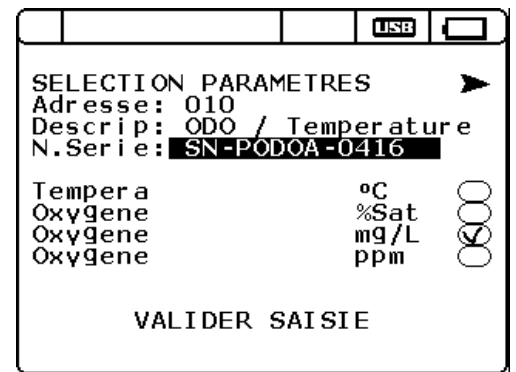 USB
SELECTION PARAMETRES
Adresse: 010
Descrip: ODO / Temperature
N.Serie: SN-PODOA-0416
Tempera °C
Oxygene %Sat
Oxygene mg/L
Oxygene ppm
VALIDER SAISIE